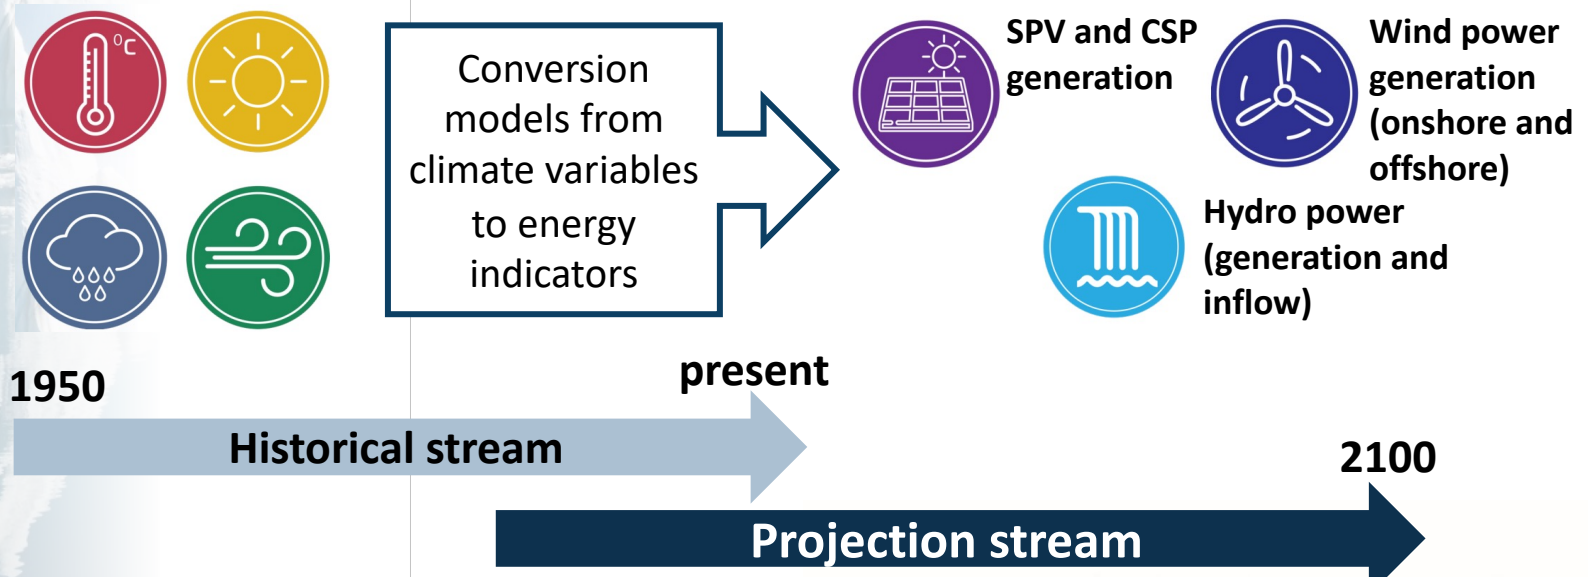 °C
Conversion
models from
climate variables
to energy
indicators
SPV and CSP
generation
Wind power
generation
(onshore and
offshore)
Hydro power
(generation and
inflow)
1950
present
Historical stream
2100
Projection stream